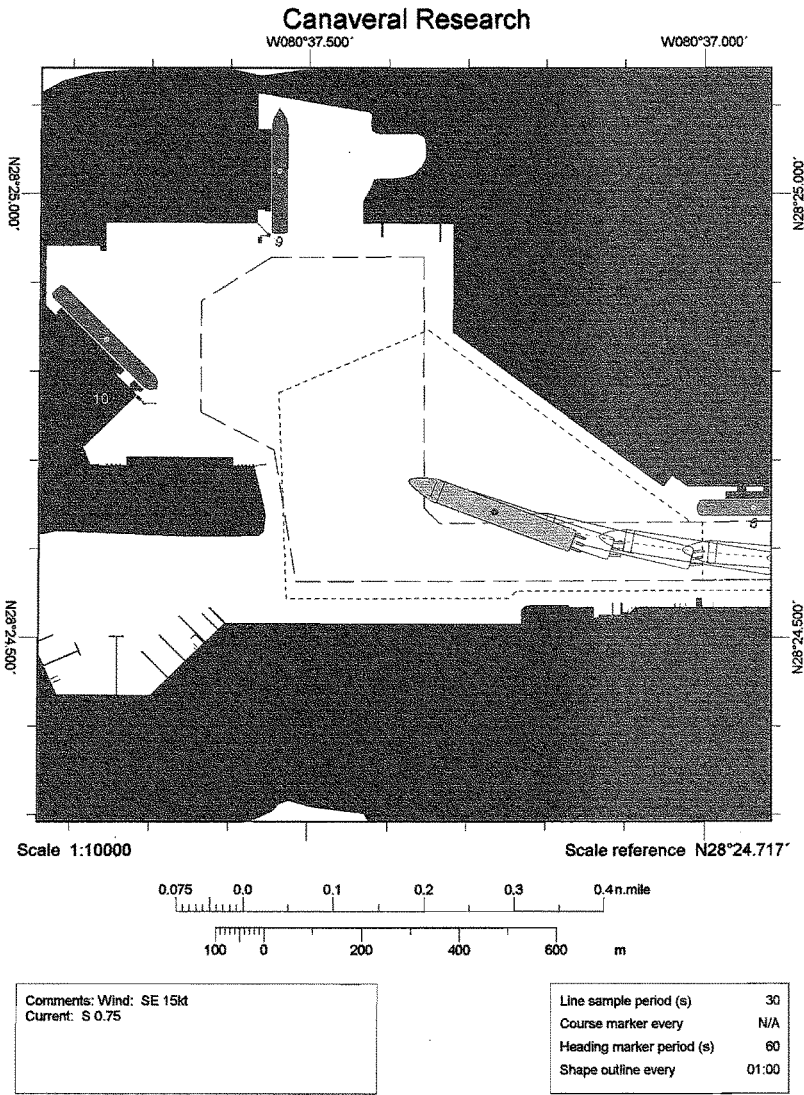 Canaveral Research
W080°37.500´
W080°37.000´
N28°25.000´
N28°25.000´
9
10
6
N28°24.500´
N28°24.500´
Scale 1:10000
Scale reference N28°24.717´
0.075 0.0 0.1 0.2 0.3 0.4 n.mile
100 0 200 400 600 m
Comments: Wind: SE 15kt
Current: S 0.75
Line sample period (s) 30
Course marker every N/A
Heading marker period (s) 60
Shape outline every 01:00